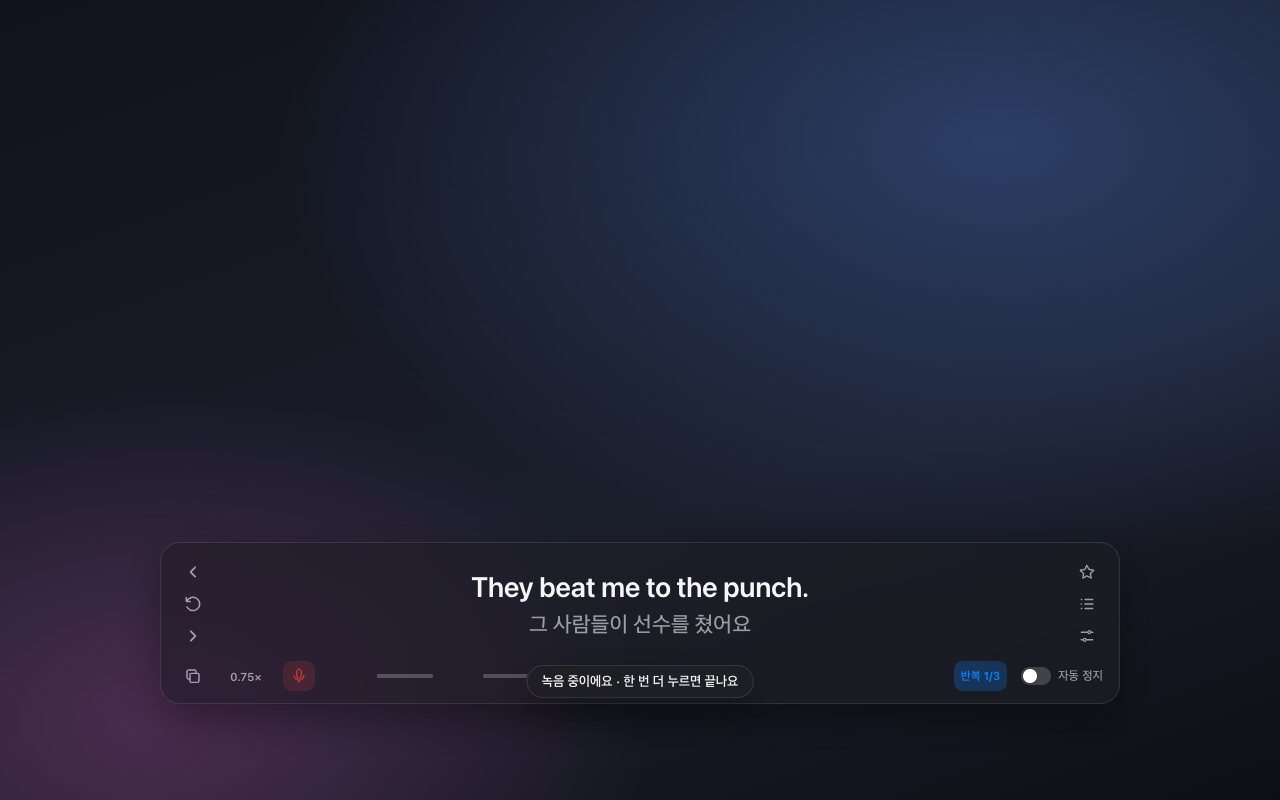 They beat me to the punch.
그 사람들이 선수를 쳤어요
0.75×
녹음 중이에요 · 한 번 더 누르면 끝나요
반복 1/3
자동 정지